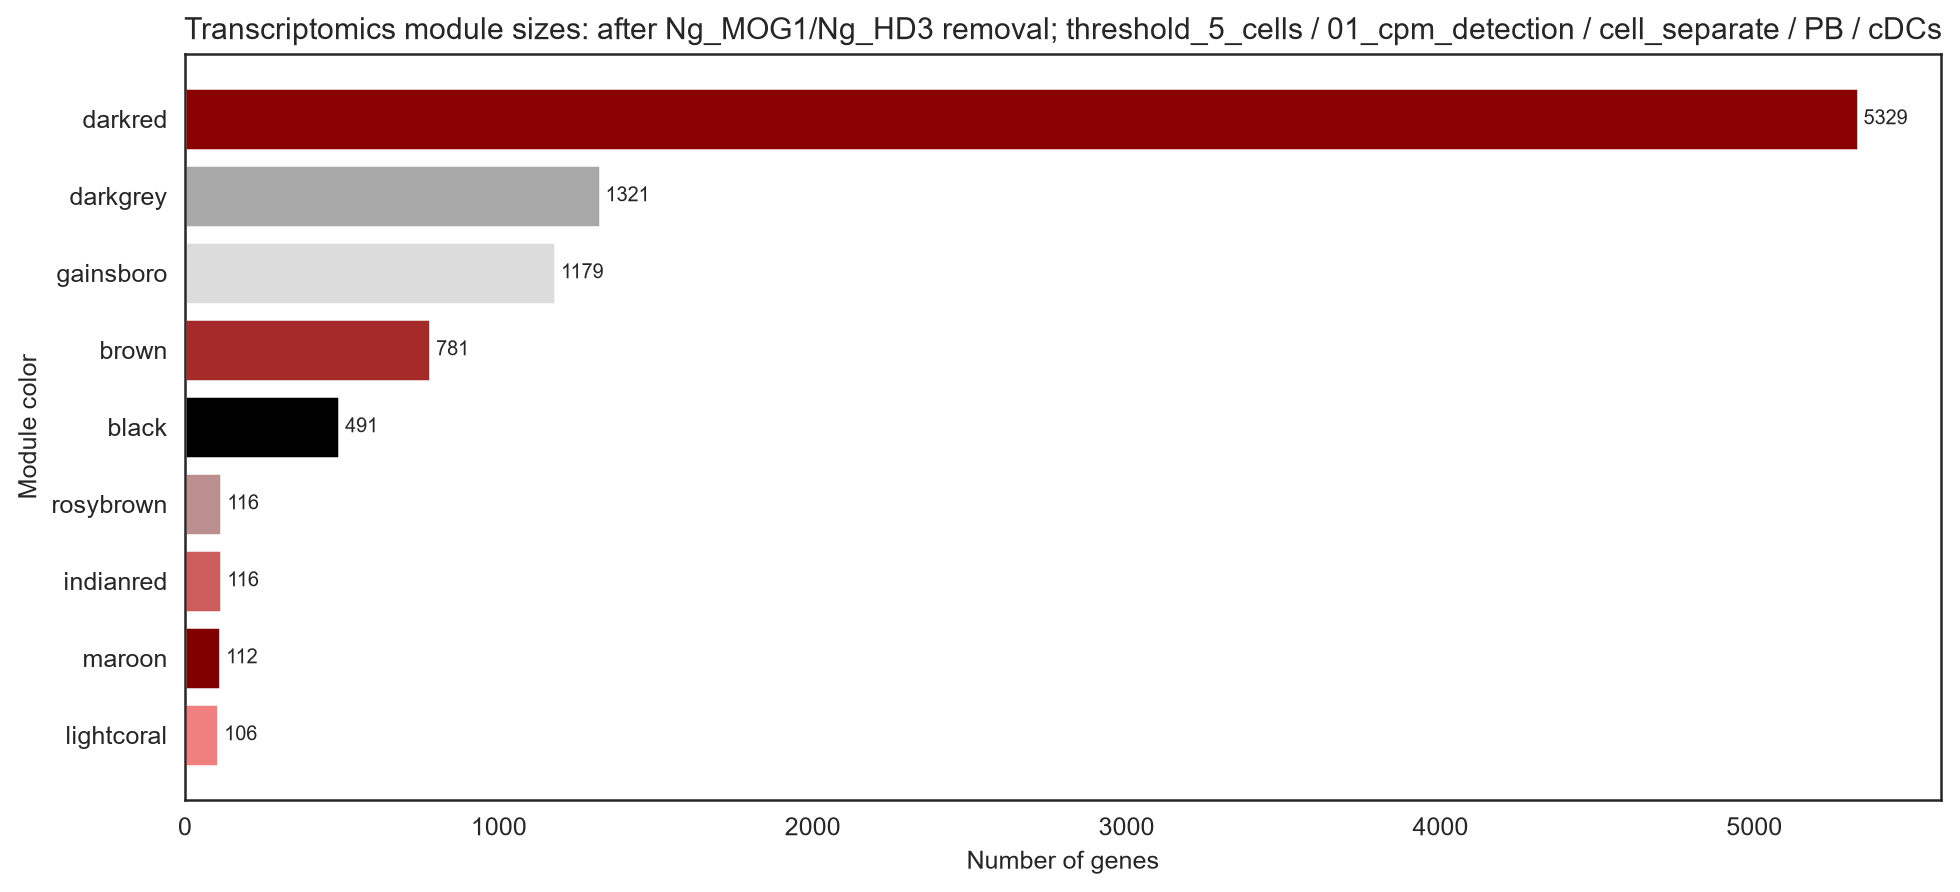 Transcriptomics module sizes: after Ng_MOG1/Ng_HD3 removal; threshold_5_cells / 01_cpm_detection / cell_separate / PB / cDCs
Module color
darkred 5329
darkgrey 1321
gainsboro 1179
brown 781
black 491
rosybrown 116
indianred 116
maroon 112
lightcoral 106
0 1000 2000 3000 4000 5000
Number of genes